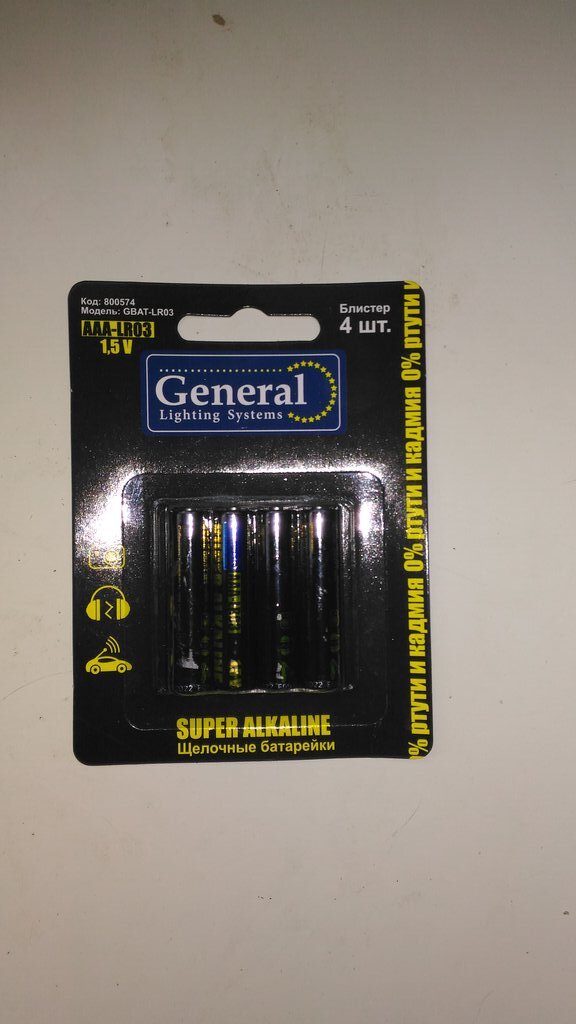 Код: 800574
Модель: GBAT-LR03
AAA-LR03
1,5 V
Блистер
4 шт.
General
Lighting Systems
0% ртути и кадмия 0% ртути и кадмия 0% ртути и
SUPER ALKALINE
Щелочные батарейки